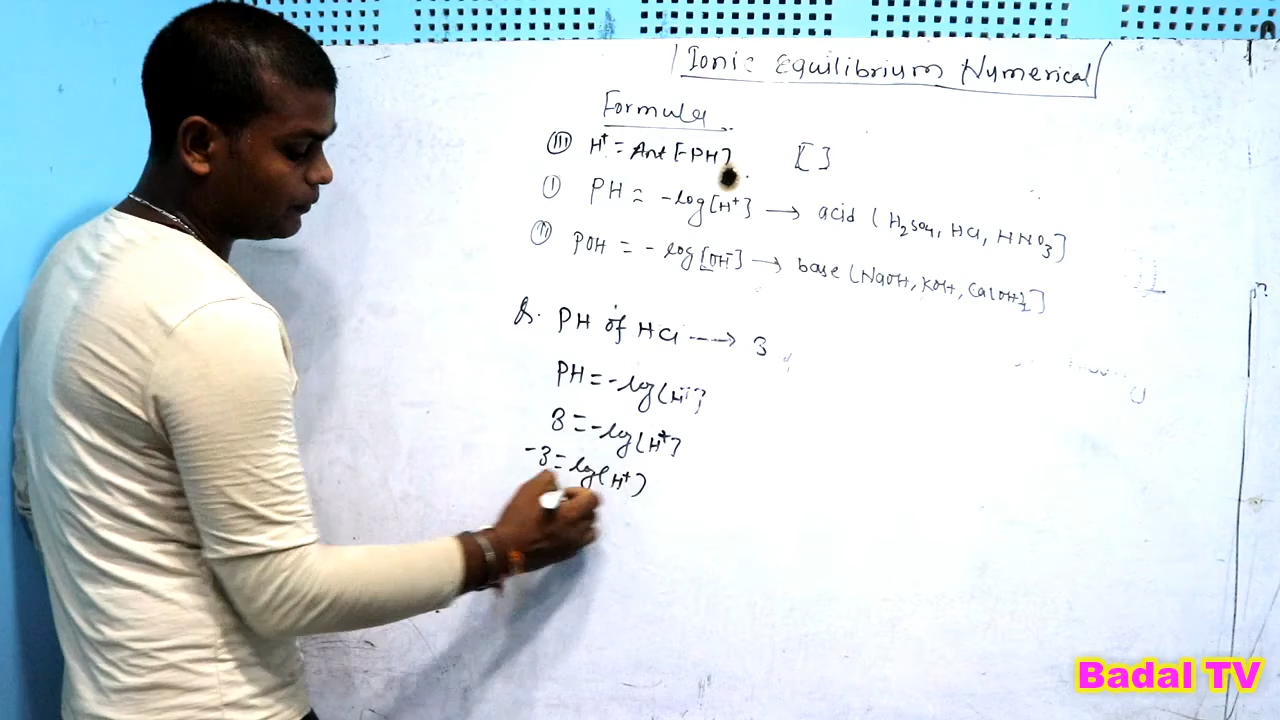 Ionic Equilibrium Numerical
Formula
(III) H⁺ = Ant [-PH] [ ]
(I) PH = -log[H⁺] → acid (H₂SO₄, HCl, HNO₃]
(II) POH = -log[OH⁻] → base (NaOH, KOH, Ca(OH)₂]
Q. PH of HCl ---→ 3
PH = -log(H⁺]
3 = -log(H⁺]
-3 = log(H⁺)
Badal TV